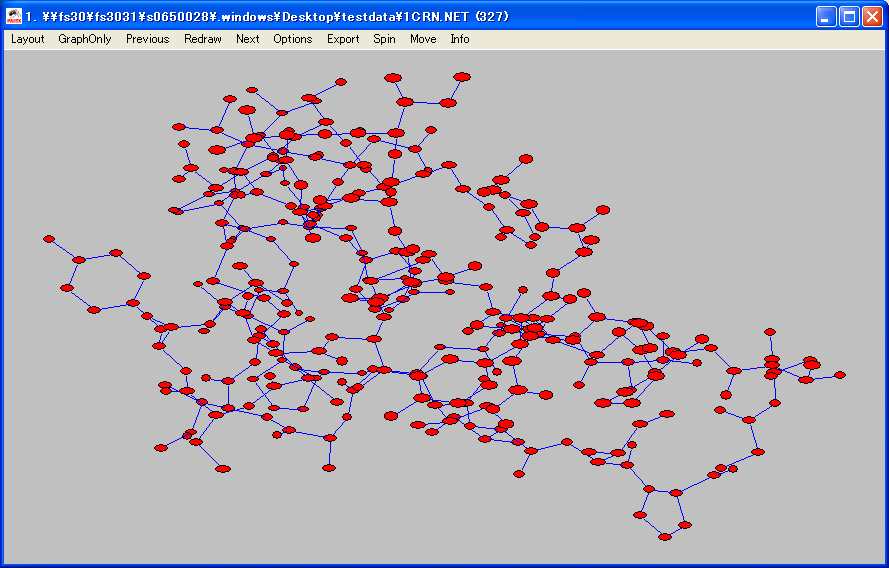 1. ¥¥fs30¥fs3031¥s0650028¥.windows¥Desktop¥testdata¥1CRN.NET (327)
Layout GraphOnly Previous Redraw Next Options Export Spin Move Info